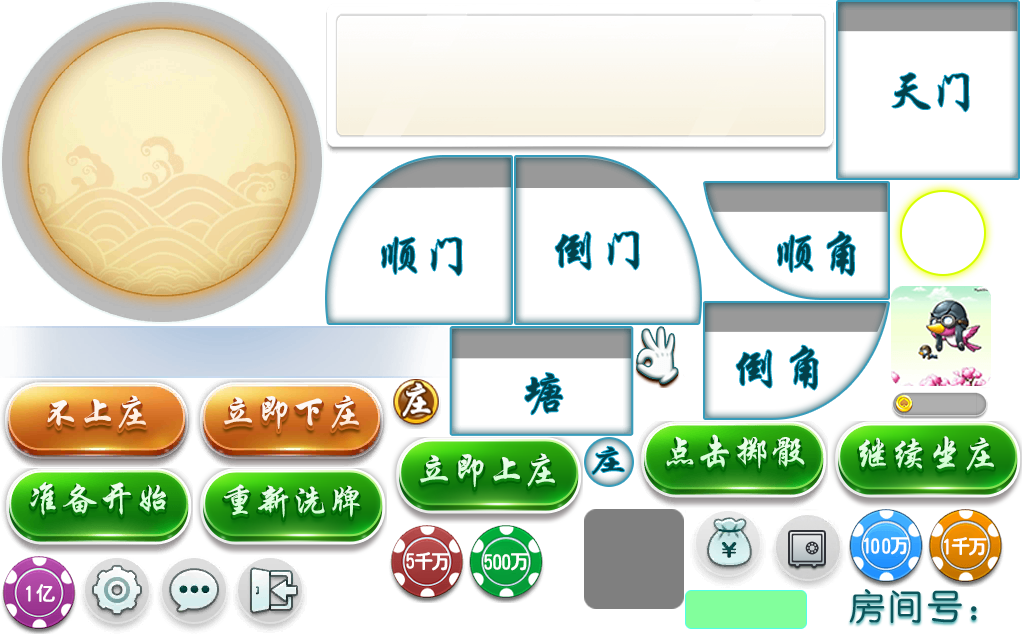 天门
顺门
倒门
顺角
塘
倒角
不上庄
立即下庄
庄
立即上庄
庄
点击掷骰
继续坐庄
准备开始
重新洗牌
1亿
5千万
500万
¥
100万
1千万
房间号：